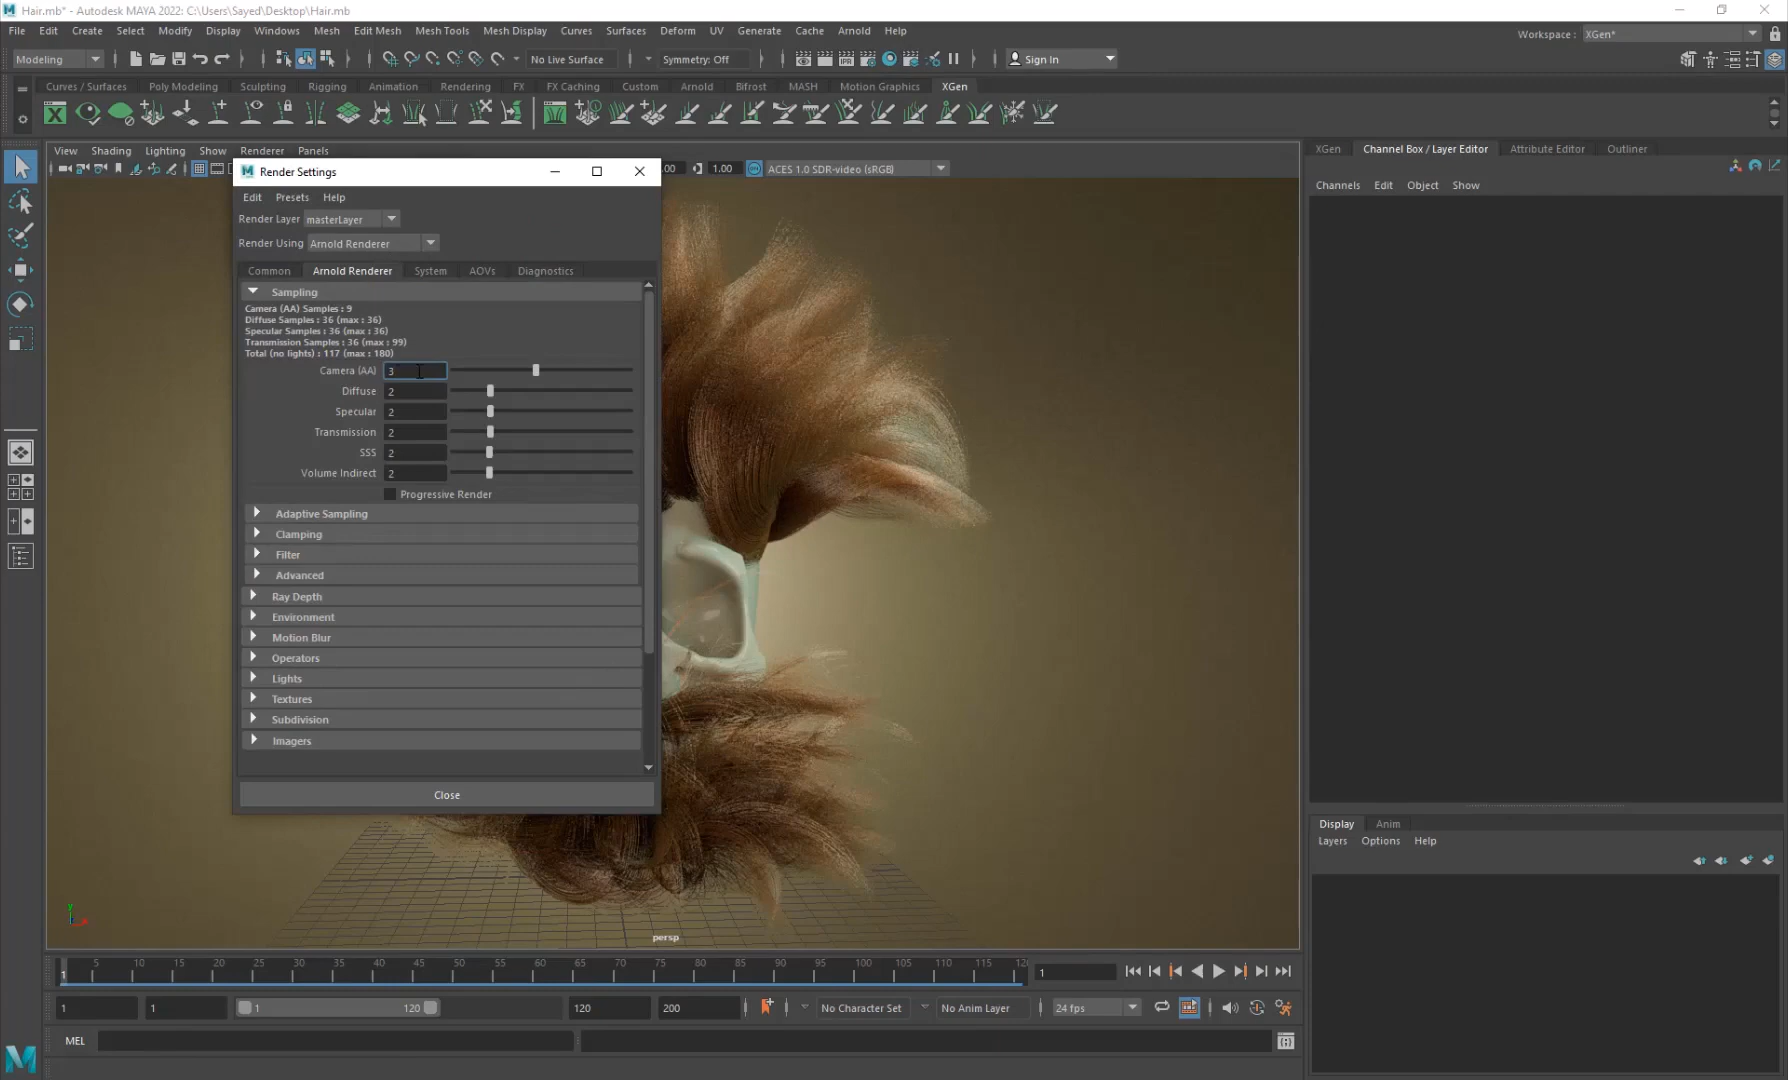 Hair.mb* - Autodesk MAYA 2022: C:\Users\Sayed\Desktop\Hair.mb
File Edit Create Select Modify Display Windows Mesh Edit Mesh Mesh Tools Mesh Display Curves Surfaces Deform UV Generate Cache Arnold Help
Workspace : XGen*
Modeling No Live Surface Symmetry: Off IPR Sign In
Curves / Surfaces Poly Modeling Sculpting Rigging Animation Rendering FX FX Caching Custom Arnold Bifrost MASH Motion Graphics XGen
View Shading Lighting Show Renderer Panels
.00 1.00 ACES 1.0 SDR-video (sRGB)
Render Settings
Edit Presets Help
Render Layer masterLayer
Render Using Arnold Renderer
Common Arnold Renderer System AOVs Diagnostics
Sampling
Camera (AA) Samples : 9
Diffuse Samples : 36 (max : 36)
Specular Samples : 36 (max : 36)
Transmission Samples : 36 (max : 99)
Total (no lights) : 117 (max : 180)
Camera (AA) 3
Diffuse 2
Specular 2
Transmission 2
SSS 2
Volume Indirect 2
Progressive Render
Adaptive Sampling
Clamping
Filter
Advanced
Ray Depth
Environment
Motion Blur
Operators
Lights
Textures
Subdivision
Imagers
Close
persp
XGen Channel Box / Layer Editor Attribute Editor Outliner
Channels Edit Object Show
Display Anim
Layers Options Help
1 5 10 15 20 25 30 35 40 45 50 55 60 65 70 75 80 85 90 95 100 105 110 115 12 1
1 1 1 120 120 200 No Character Set No Anim Layer 24 fps
MEL